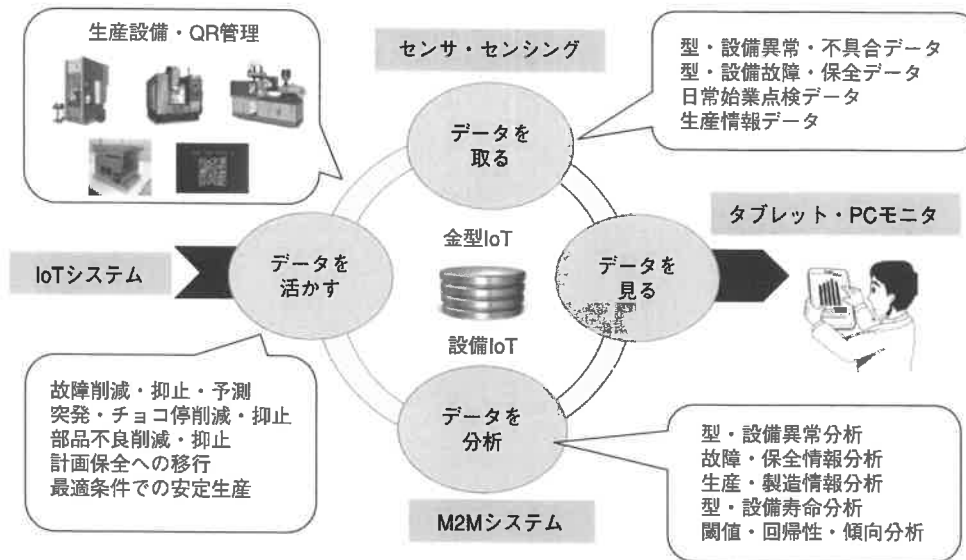 生産設備・QR管理
センサ・センシング
型・設備異常・不具合データ
型・設備故障・保全データ
日常始業点検データ
生産情報データ
データを
取る
タブレット・PCモニタ
IoTシステム
データを
活かす
金型IoT
設備IoT
データを
見る
故障削減・抑止・予測
突発・チョコ停削減・抑止
部品不良削減・抑止
計画保全への移行
最適条件での安定生産
データを
分析
M2Mシステム
型・設備異常分析
故障・保全情報分析
生産・製造情報分析
型・設備寿命分析
閾値・回帰性・傾向分析